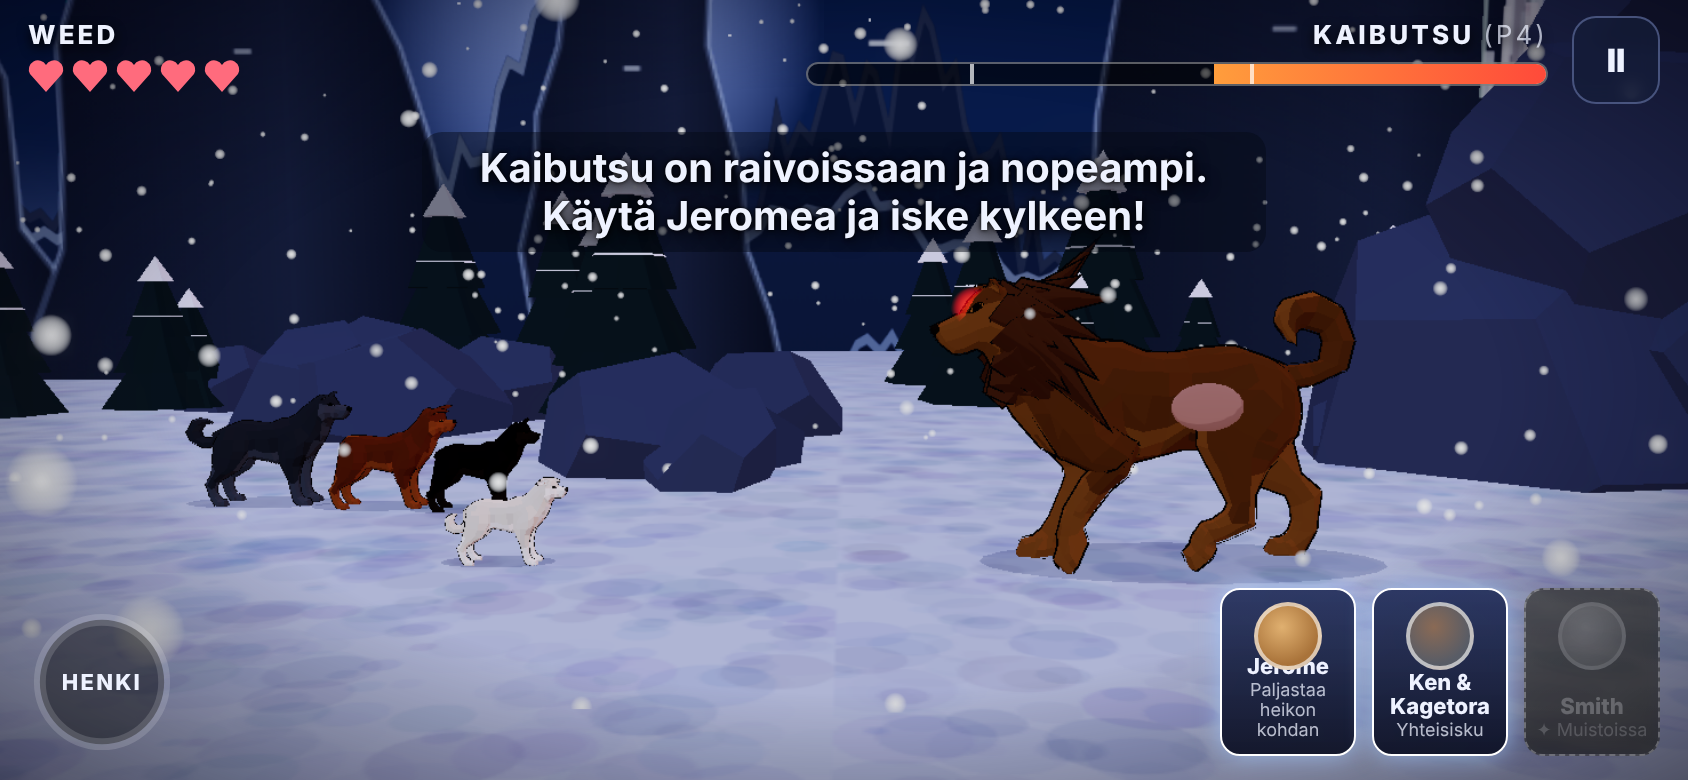 WEED
KAIBUTSU (P4)
Kaibutsu on raivoissaan ja nopeampi.
Käytä Jeromea ja iske kylkeen!
HENKI
Jerome
Paljastaa
heikon
kohdan
Ken &
Kagetora
Yhteisisku
Smith
✦ Muistoissa